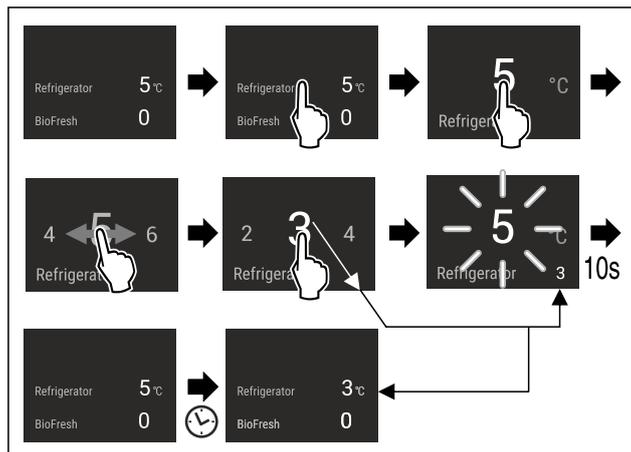 Refrigerator 5 °C
BioFresh 0
Refrigerator 5 °C
BioFresh 0
5 °C
Refriger
4 5 6
Refrigerat
2 3 4
Refrigera
5 °C
Refrigerator 3
10s
Refrigerator 5 °C
BioFresh 0
Refrigerator 3 °C
BioFresh 0